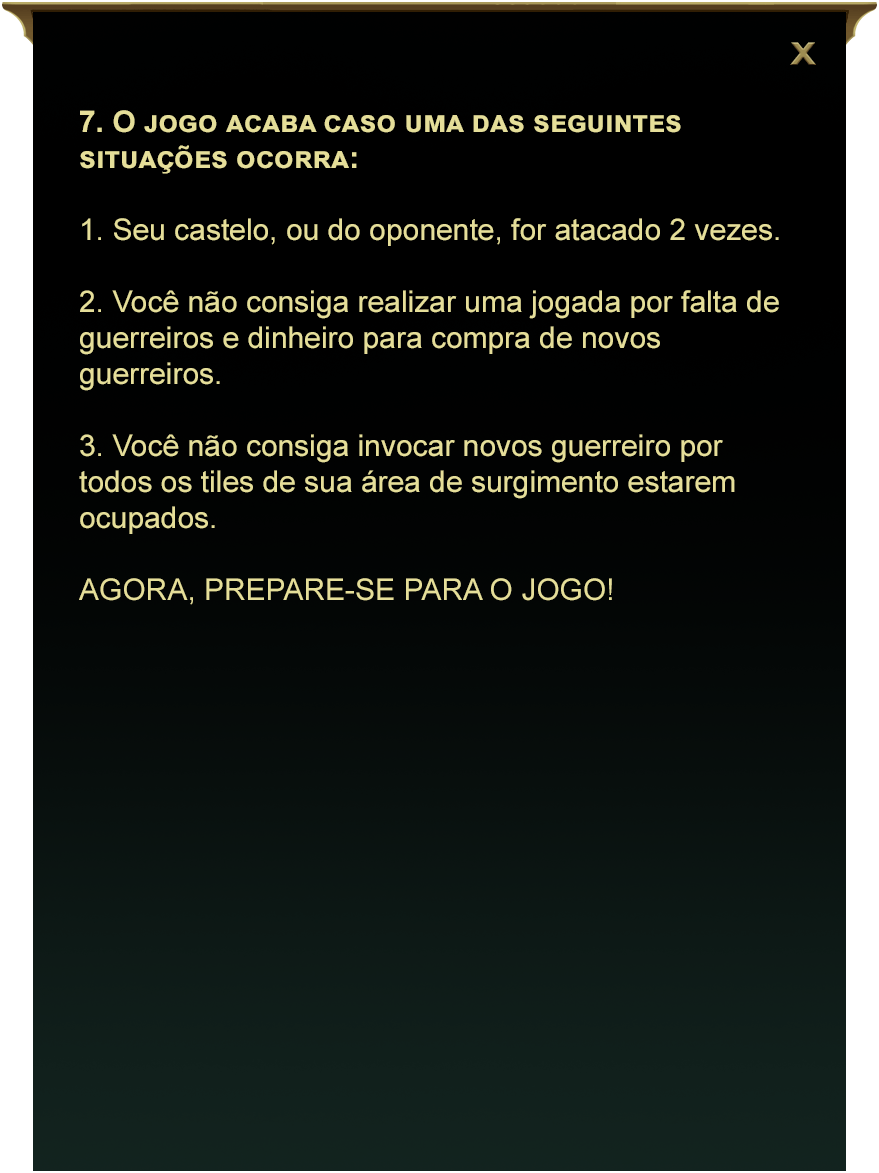 X
7. O JOGO ACABA CASO UMA DAS SEGUINTES
SITUAÇÕES OCORRA:
1. Seu castelo, ou do oponente, for atacado 2 vezes.
2. Você não consiga realizar uma jogada por falta de
guerreiros e dinheiro para compra de novos
guerreiros.
3. Você não consiga invocar novos guerreiro por
todos os tiles de sua área de surgimento estarem
ocupados.
AGORA, PREPARE-SE PARA O JOGO!